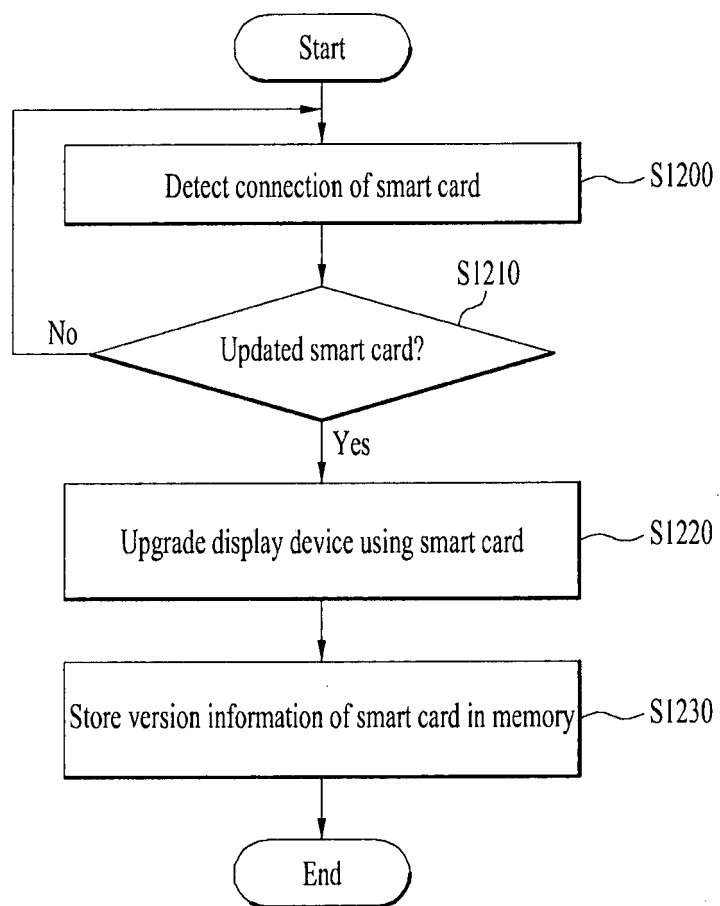 Start
Detect connection of smart card
S1200
S1210
Updated smart card?
No
Yes
Upgrade display device using smart card
S1220
Store version information of smart card in memory
S1230
End